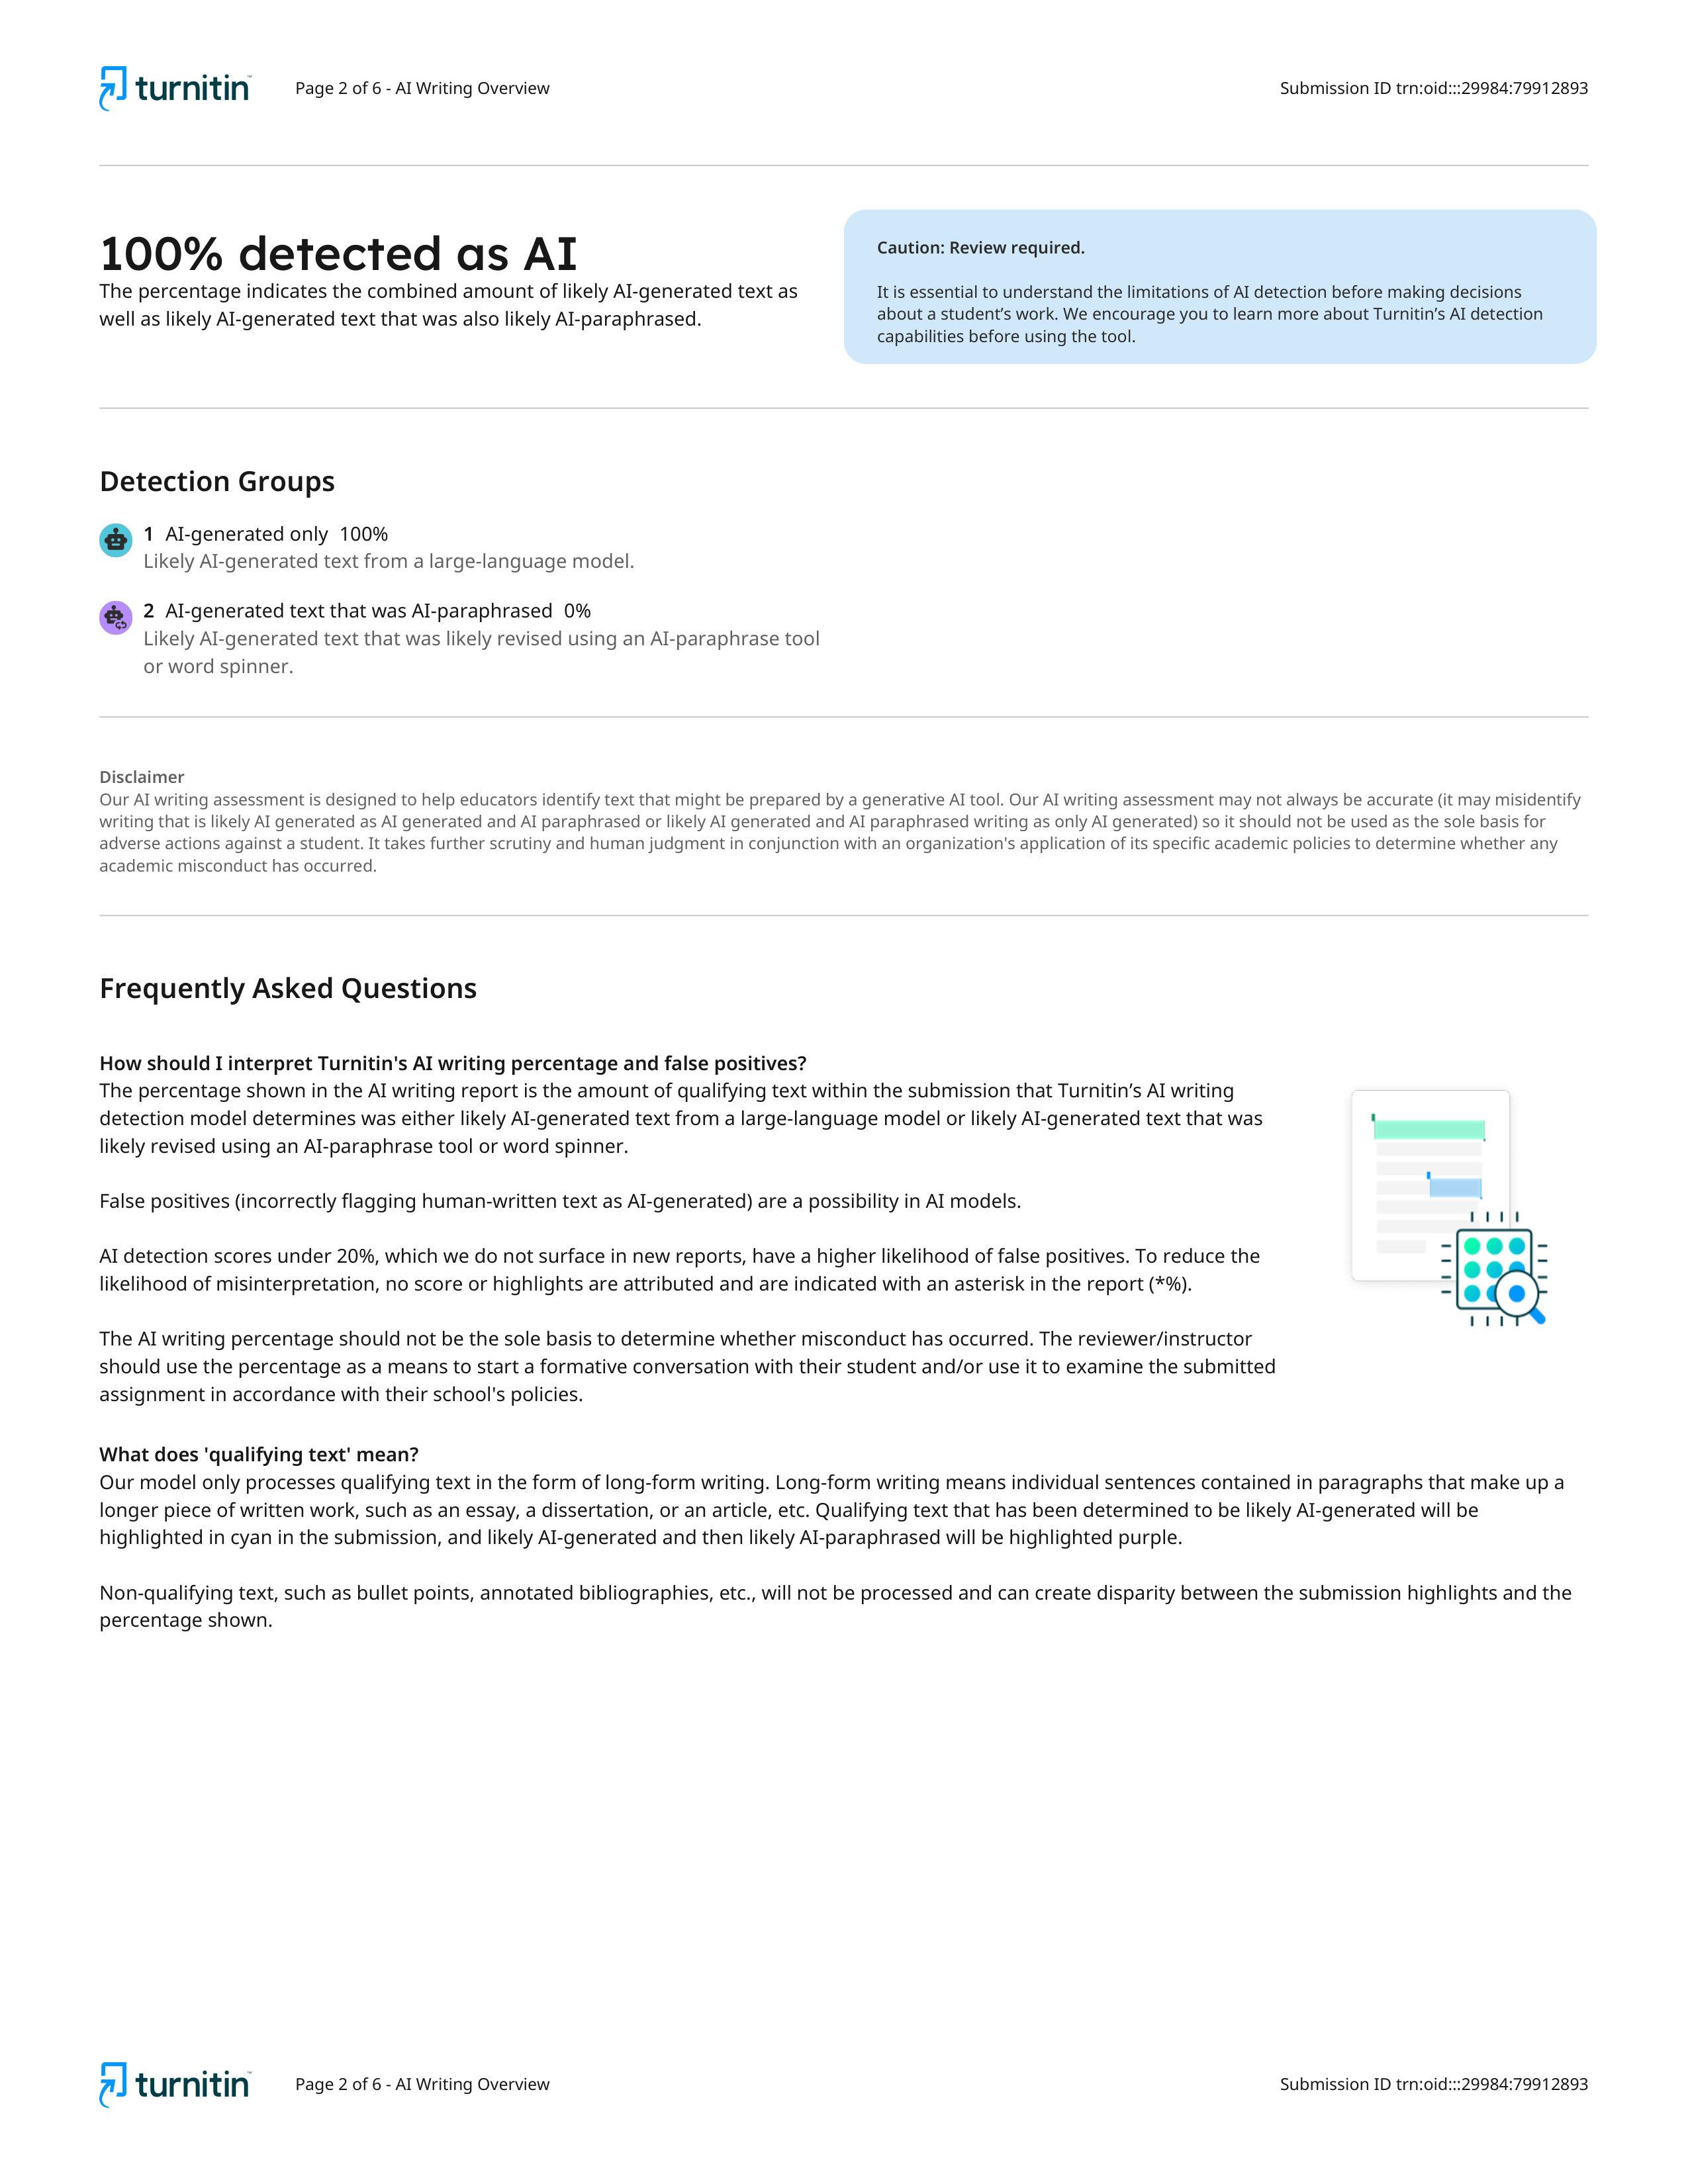 turnitin™ Page 2 of 6 - AI Writing Overview Submission ID trn:oid:::29984:79912893
100% detected as AI
The percentage indicates the combined amount of likely AI-generated text as
well as likely AI-generated text that was also likely AI-paraphrased.
Caution: Review required.
It is essential to understand the limitations of AI detection before making decisions
about a student’s work. We encourage you to learn more about Turnitin’s AI detection
capabilities before using the tool.
Detection Groups
1 AI-generated only 100%
Likely AI-generated text from a large-language model.
2 AI-generated text that was AI-paraphrased 0%
Likely AI-generated text that was likely revised using an AI-paraphrase tool
or word spinner.
Disclaimer
Our AI writing assessment is designed to help educators identify text that might be prepared by a generative AI tool. Our AI writing assessment may not always be accurate (it may misidentify
writing that is likely AI generated as AI generated and AI paraphrased or likely AI generated and AI paraphrased writing as only AI generated) so it should not be used as the sole basis for
adverse actions against a student. It takes further scrutiny and human judgment in conjunction with an organization's application of its specific academic policies to determine whether any
academic misconduct has occurred.
Frequently Asked Questions
How should I interpret Turnitin's AI writing percentage and false positives?
The percentage shown in the AI writing report is the amount of qualifying text within the submission that Turnitin’s AI writing
detection model determines was either likely AI-generated text from a large-language model or likely AI-generated text that was
likely revised using an AI-paraphrase tool or word spinner.
False positives (incorrectly flagging human-written text as AI-generated) are a possibility in AI models.
AI detection scores under 20%, which we do not surface in new reports, have a higher likelihood of false positives. To reduce the
likelihood of misinterpretation, no score or highlights are attributed and are indicated with an asterisk in the report (*%).
The AI writing percentage should not be the sole basis to determine whether misconduct has occurred. The reviewer/instructor
should use the percentage as a means to start a formative conversation with their student and/or use it to examine the submitted
assignment in accordance with their school's policies.
What does 'qualifying text' mean?
Our model only processes qualifying text in the form of long-form writing. Long-form writing means individual sentences contained in paragraphs that make up a
longer piece of written work, such as an essay, a dissertation, or an article, etc. Qualifying text that has been determined to be likely AI-generated will be
highlighted in cyan in the submission, and likely AI-generated and then likely AI-paraphrased will be highlighted purple.
Non-qualifying text, such as bullet points, annotated bibliographies, etc., will not be processed and can create disparity between the submission highlights and the
percentage shown.
turnitin™ Page 2 of 6 - AI Writing Overview Submission ID trn:oid:::29984:79912893